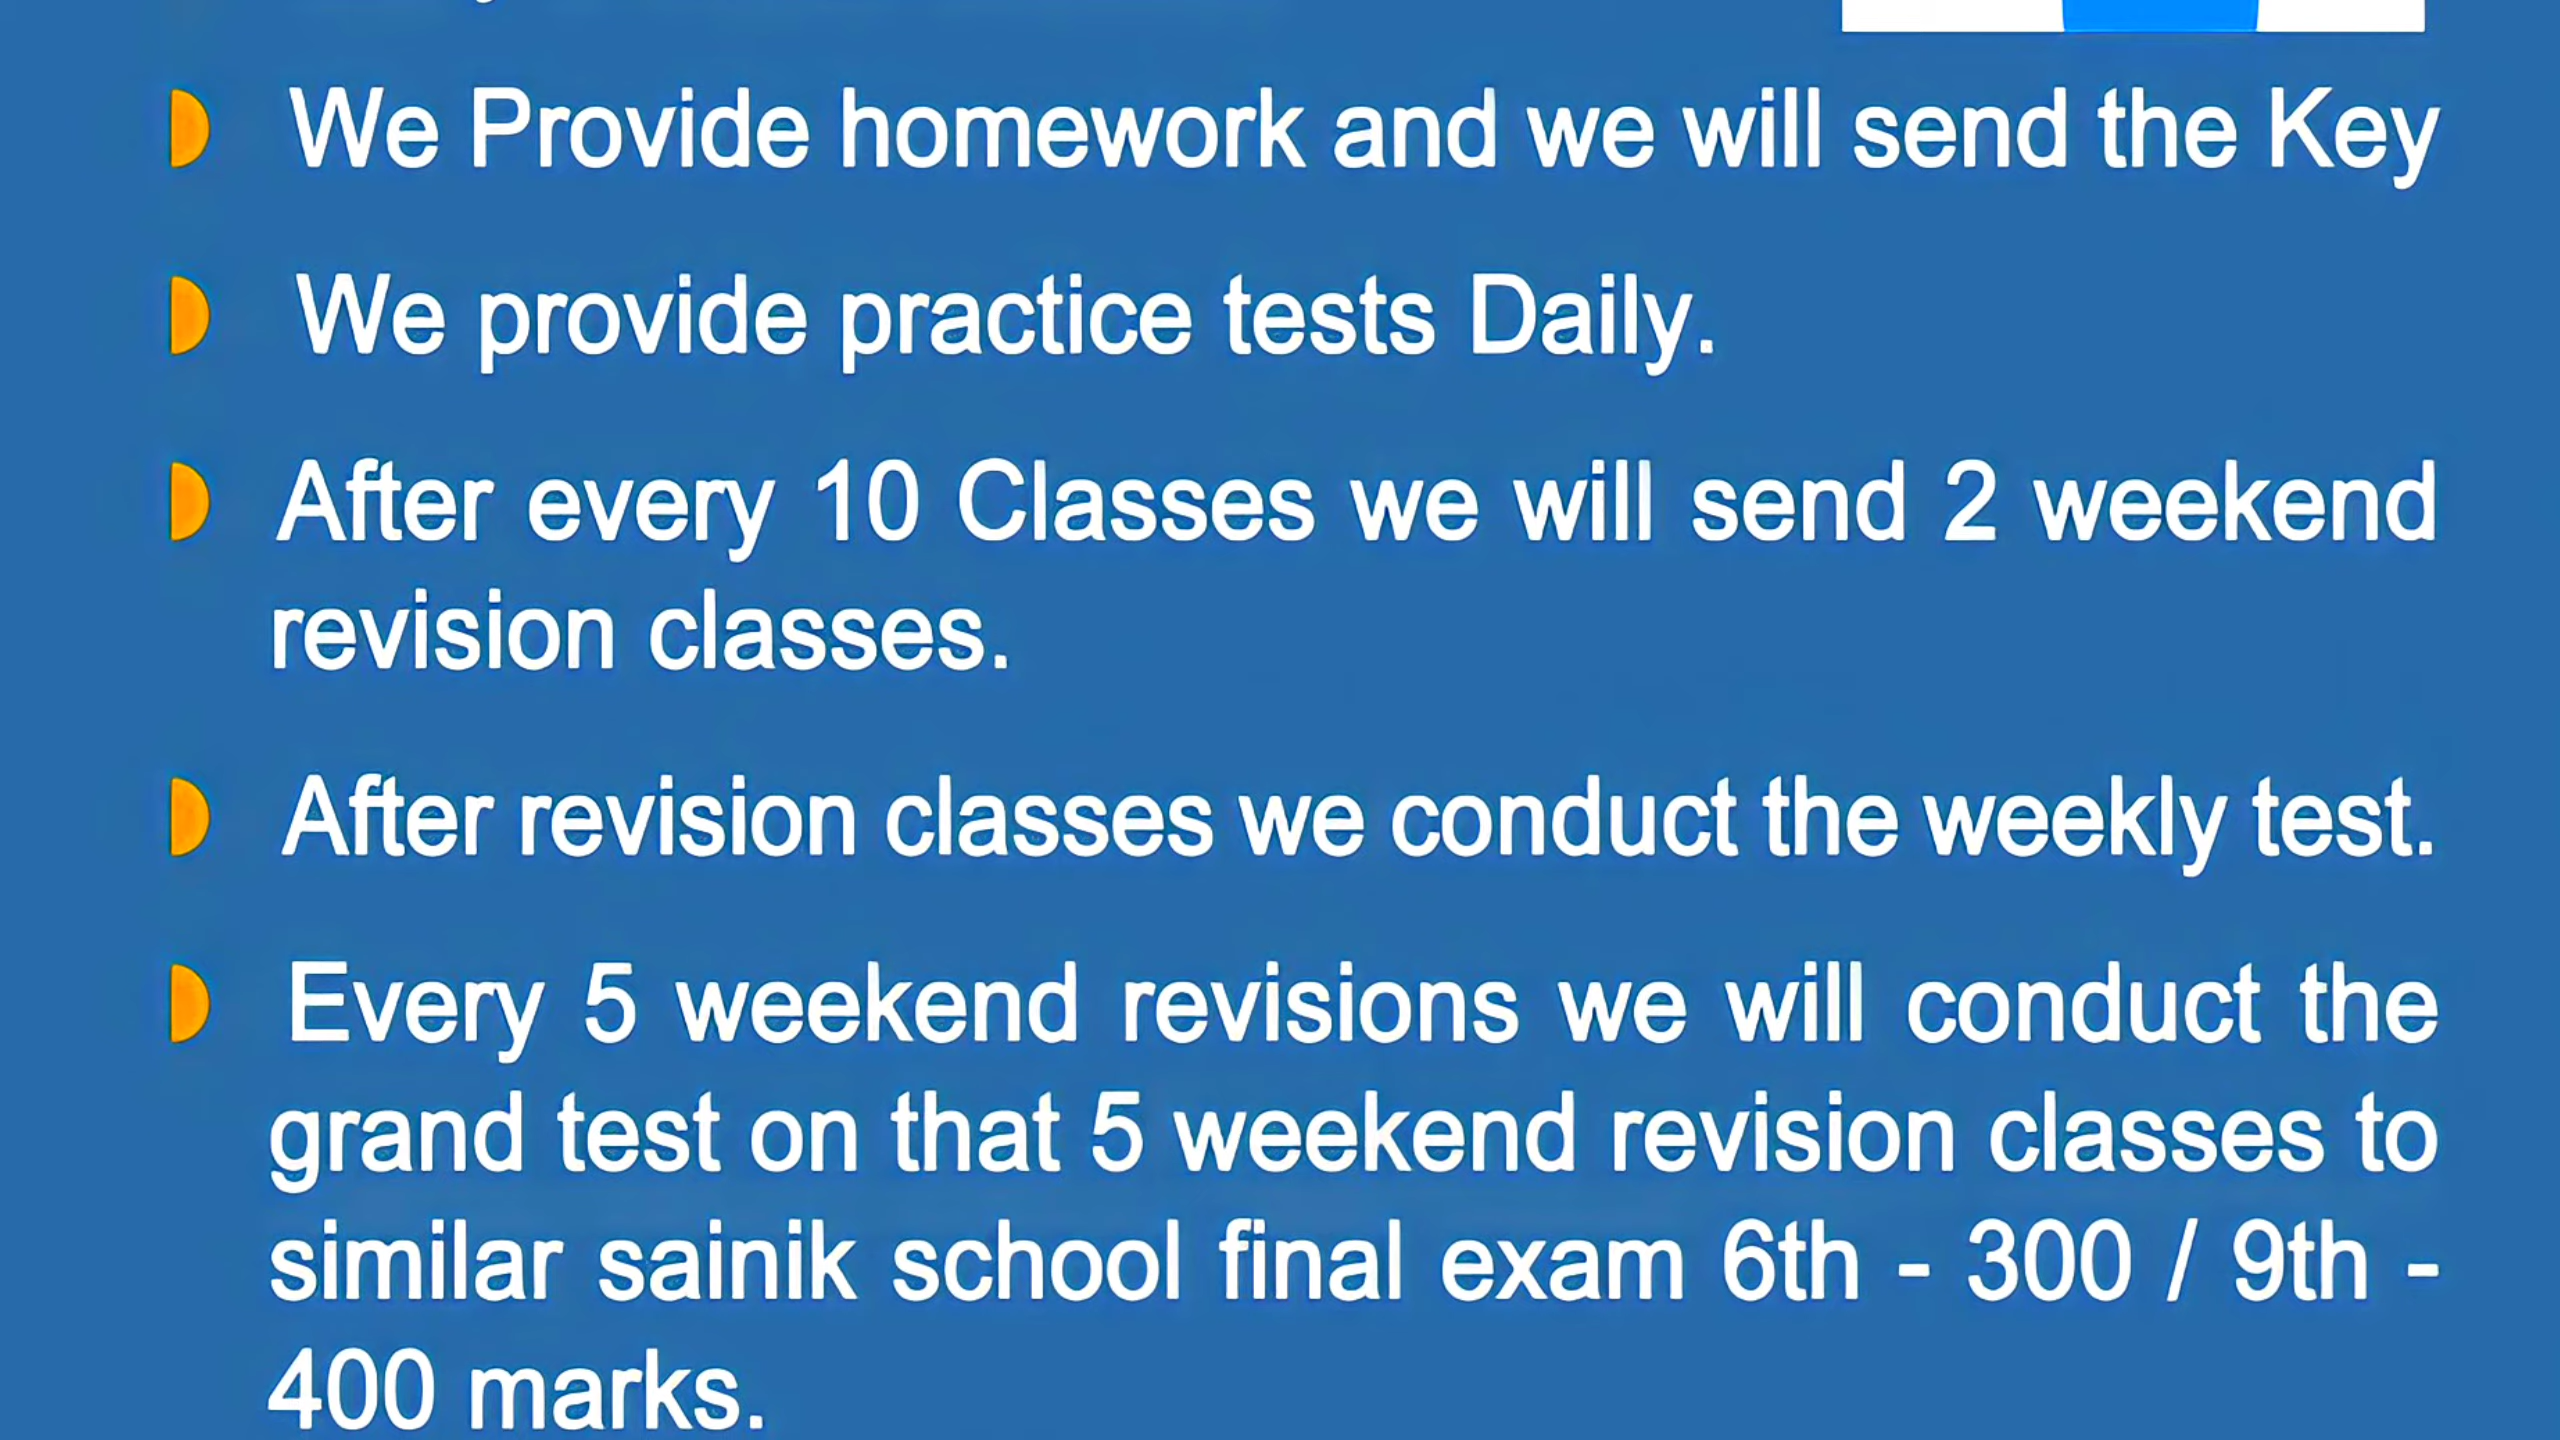 We Provide homework and we will send the Key
We provide practice tests Daily.
After every 10 Classes we will send 2 weekend
revision classes.
After revision classes we conduct the weekly test.
Every 5 weekend revisions we will conduct the
grand test on that 5 weekend revision classes to
similar sainik school final exam 6th - 300 / 9th -
400 marks.